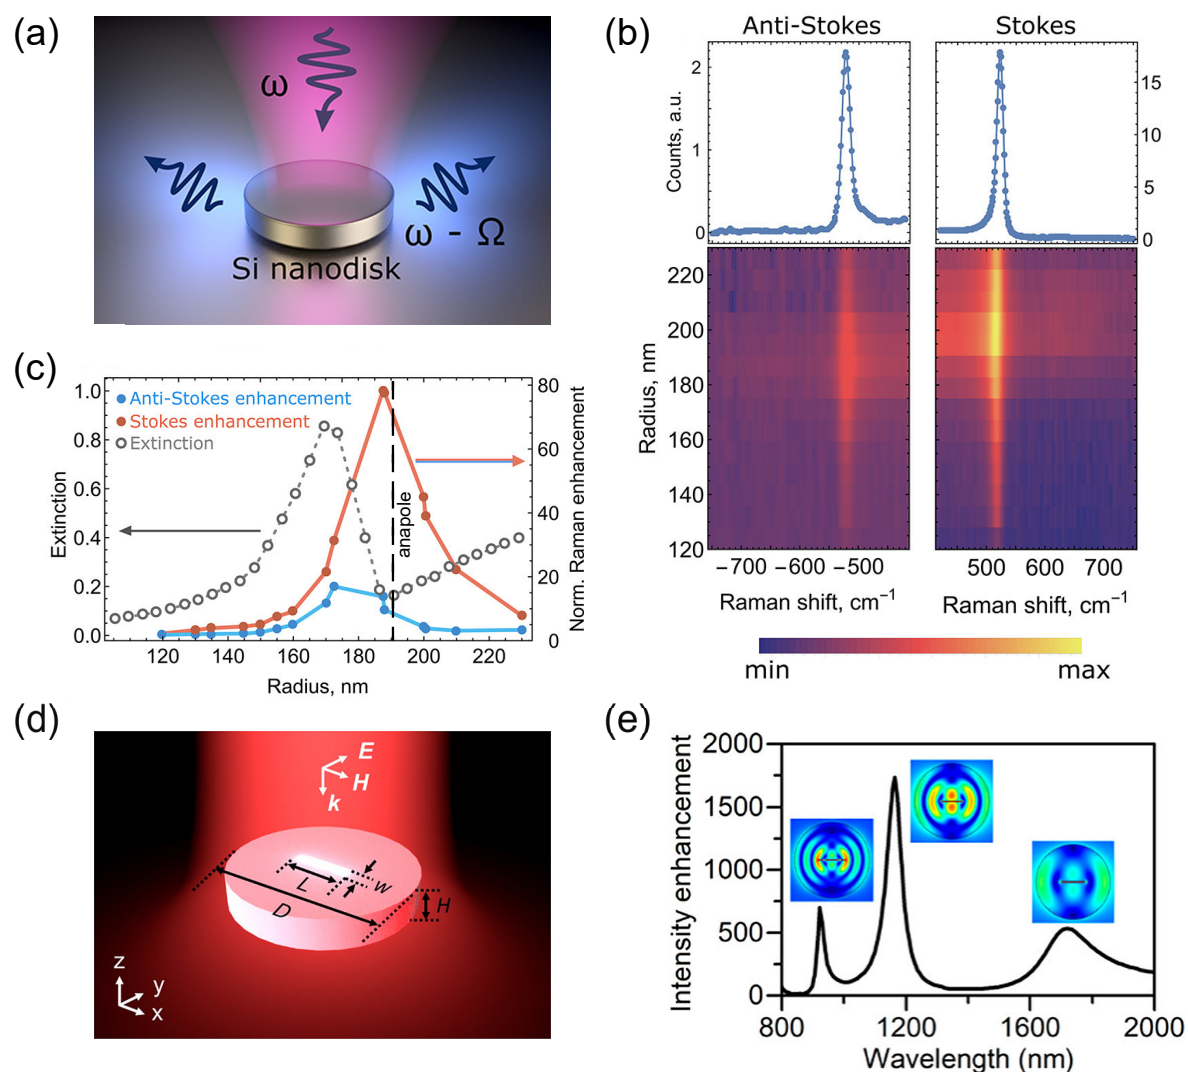 (a)
ω
ω - Ω
Si nanodisk
(b)
Anti-Stokes
Stokes
Counts, a.u.
2
1
0
15
10
5
0
Radius, nm
220
200
180
160
140
120
−700
−600
−500
500
600
700
Raman shift, cm⁻¹
Raman shift, cm⁻¹
min
max
(c)
Anti-Stokes enhancement
Stokes enhancement
Extinction
Extinction
1.0
0.8
0.6
0.4
0.2
0.0
80
60
40
20
0
Norm. Raman enhancement
anapole
120
140
160
180
200
220
Radius, nm
(d)
E
H
k
L
w
D
H
z
y
x
(e)
Intensity enhancement
2000
1500
1000
500
0
800
1200
1600
2000
Wavelength (nm)